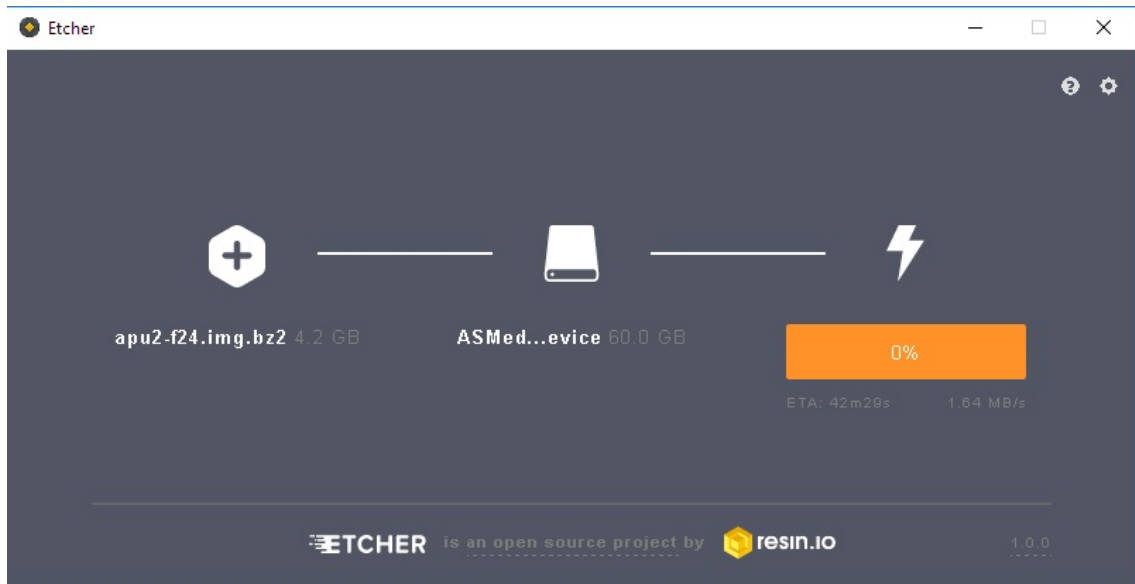 Etcher
apu2-f24.img.bz2 4.2 GB
ASMed...evice 60.0 GB
0%
ETA: 42m29s 1.64 MB/s
ETCHER is an open source project by resin.io 1.0.0